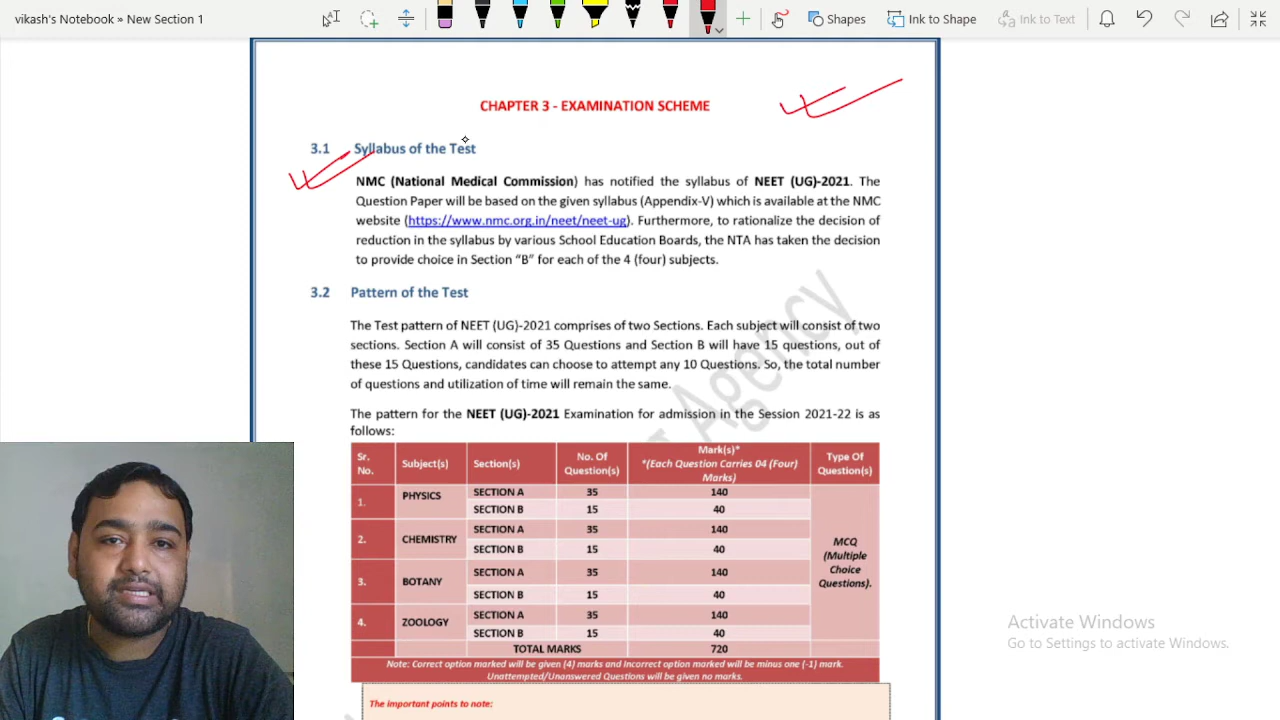 vikash's Notebook » New Section 1
Shapes
Ink to Shape
Ink to Text
CHAPTER 3 - EXAMINATION SCHEME
3.1 Syllabus of the Test
NMC (National Medical Commission) has notified the syllabus of NEET (UG)-2021. The
Question Paper will be based on the given syllabus (Appendix-V) which is available at the NMC
website (https://www.nmc.org.in/neet/neet-ug). Furthermore, to rationalize the decision of
reduction in the syllabus by various School Education Boards, the NTA has taken the decision
to provide choice in Section "B" for each of the 4 (four) subjects.
3.2 Pattern of the Test
The Test pattern of NEET (UG)-2021 comprises of two Sections. Each subject will consist of two
sections. Section A will consist of 35 Questions and Section B will have 15 questions, out of
these 15 Questions, candidates can choose to attempt any 10 Questions. So, the total number
of questions and utilization of time will remain the same.
The pattern for the NEET (UG)-2021 Examination for admission in the Session 2021-22 is as
follows:
Sr. No. Subject(s) Section(s) No. Of Question(s) Mark(s)* *(Each Question Carries 04 (Four) Marks) Type Of Question(s)
1. PHYSICS SECTION A 35 140
SECTION B 15 40
2. CHEMISTRY SECTION A 35 140
SECTION B 15 40
MCQ (Multiple Choice Questions).
3. BOTANY SECTION A 35 140
SECTION B 15 40
4. ZOOLOGY SECTION A 35 140
SECTION B 15 40
TOTAL MARKS 720
Note: Correct option marked will be given (4) marks and Incorrect option marked will be minus one (-1) mark.
Unattempted/Unanswered Questions will be given no marks.
The important points to note:
Agency
Activate Windows
Go to Settings to activate Windows.